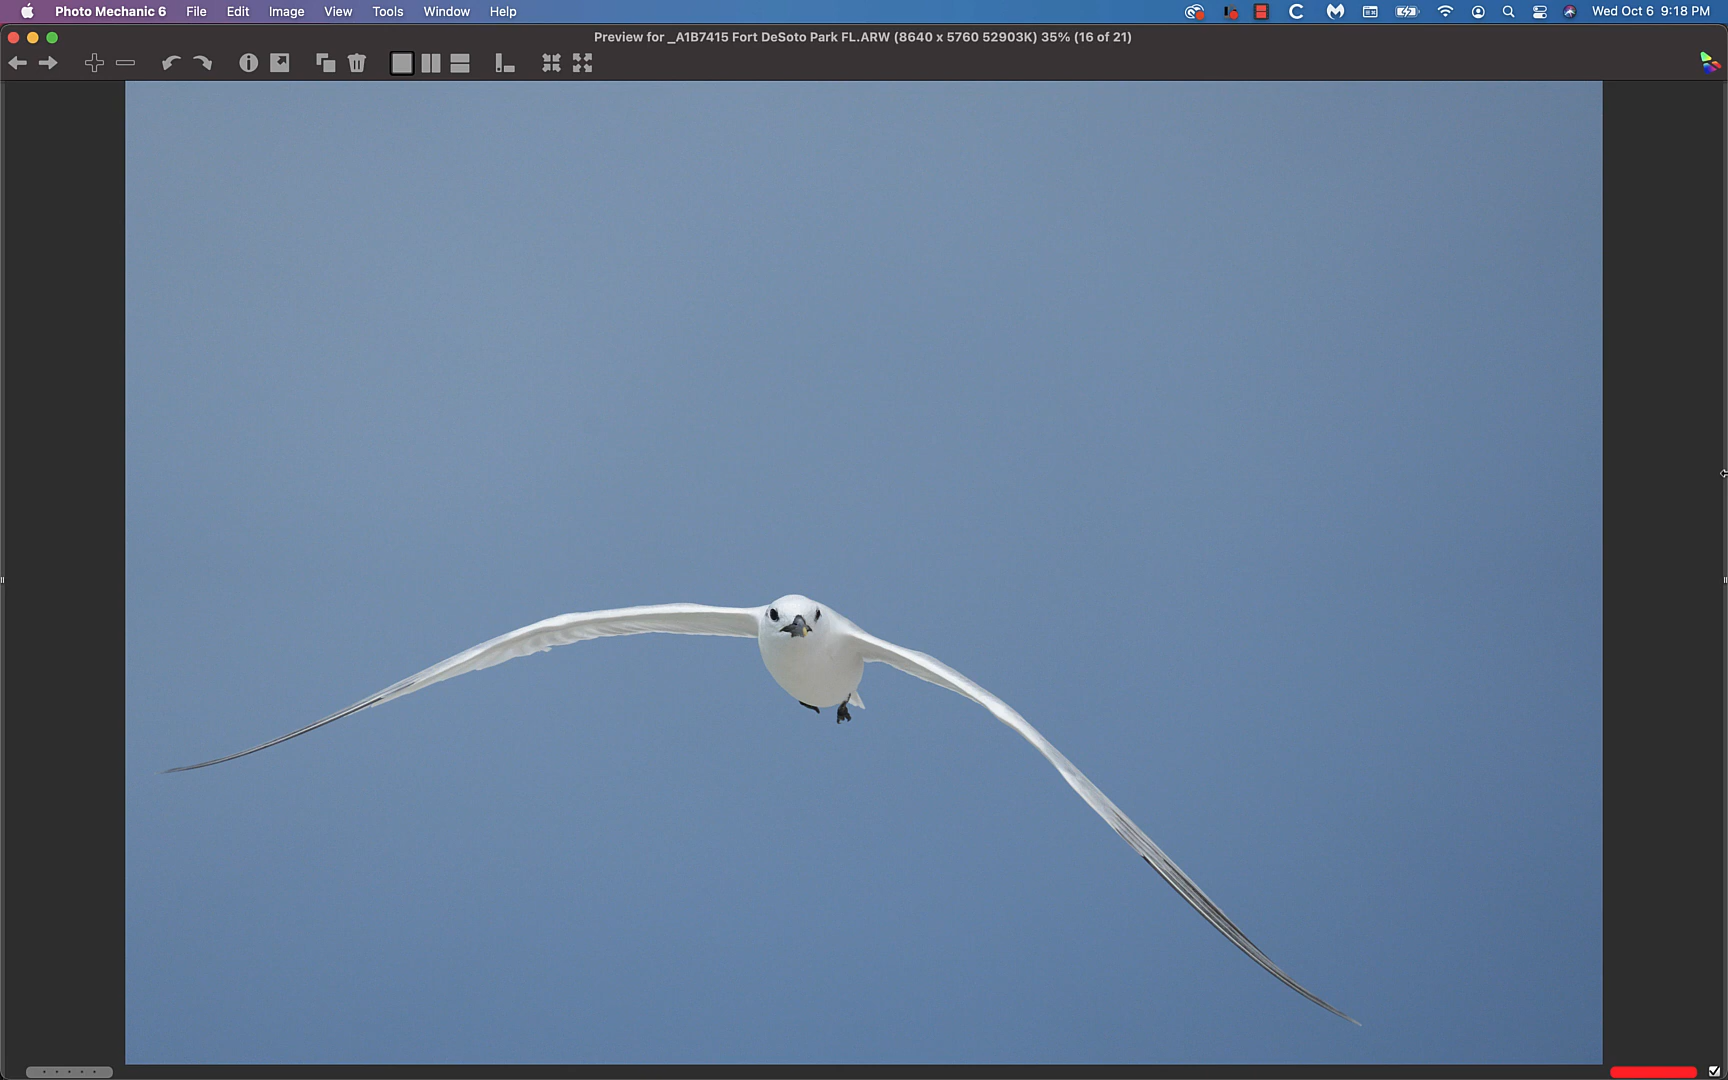 Photo Mechanic 6 File Edit Image View Tools Window Help Wed Oct 6 9:18 PM
Preview for _A1B7415 Fort DeSoto Park FL.ARW (8640 x 5760 52903K) 35% (16 of 21)